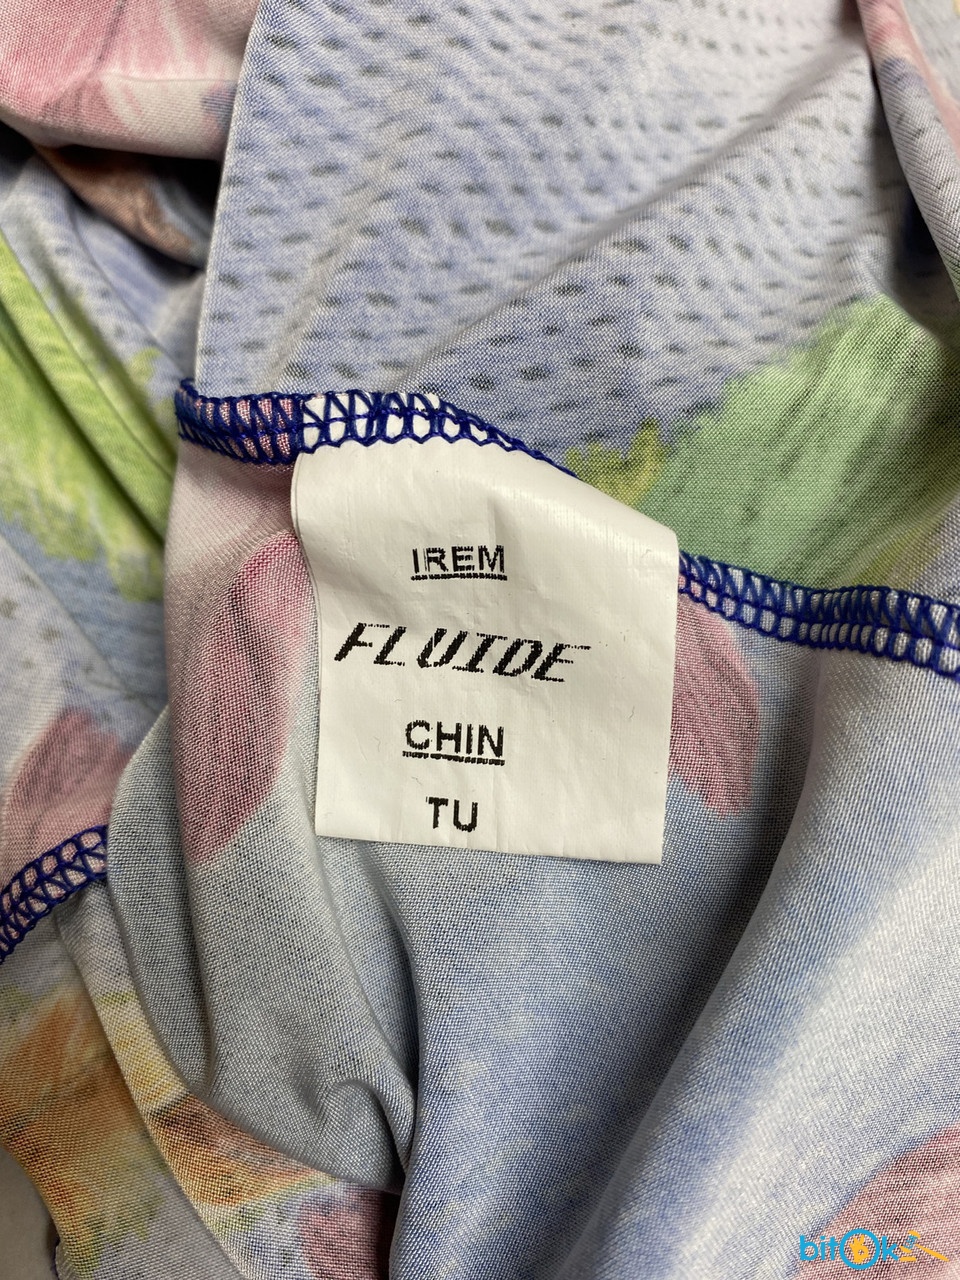 IREM
FLUIDE
CHIN
TU
bitOk